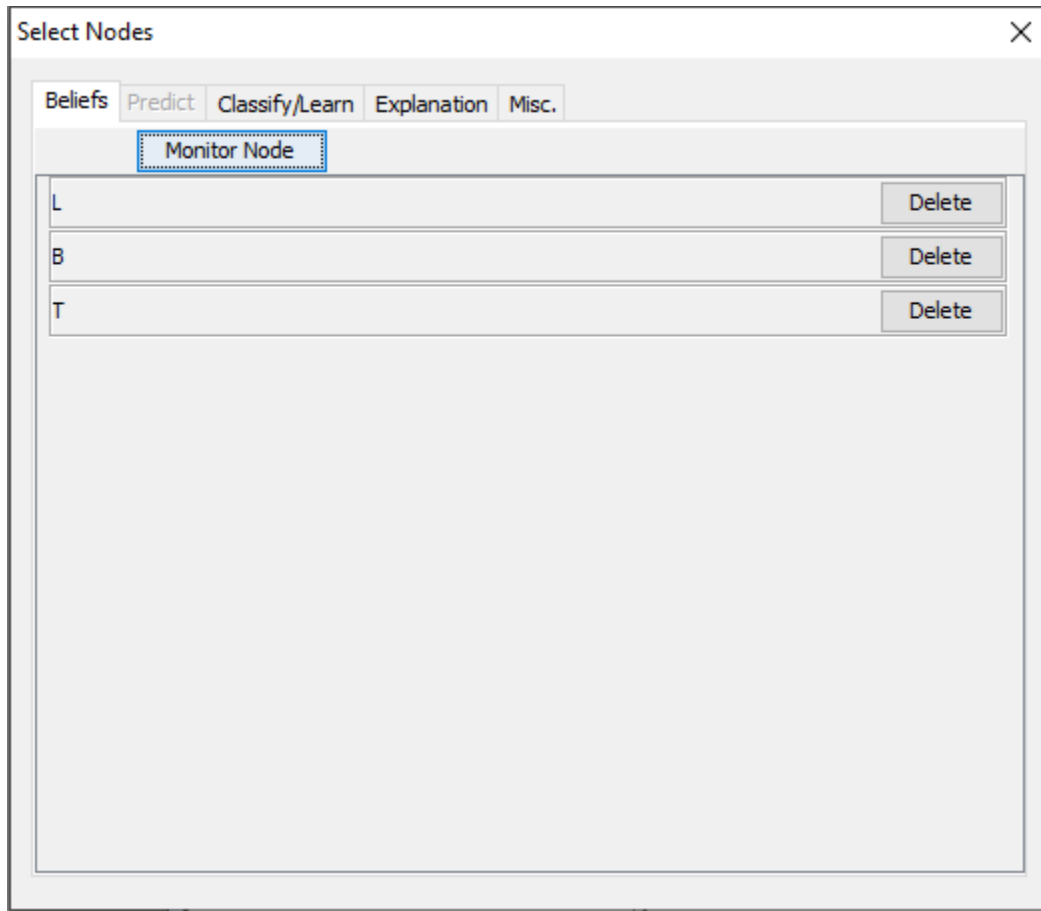 Select Nodes
Beliefs Predict Classify/Learn Explanation Misc.
Monitor Node
L Delete
B Delete
T Delete